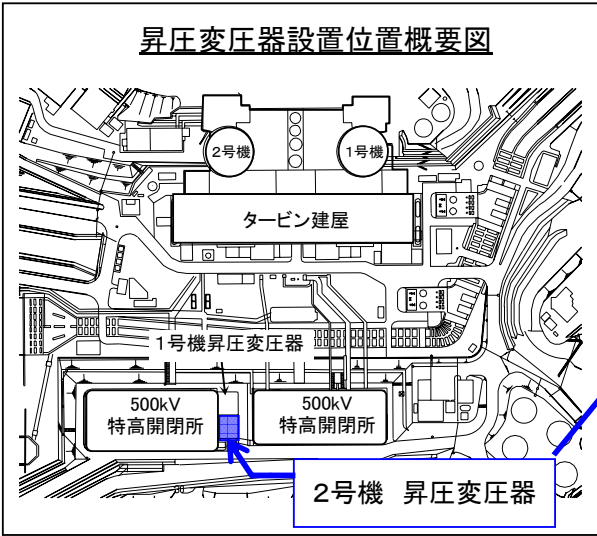 昇圧変圧器設置位置概要図
2号機
1号機
タービン建屋
1号機昇圧変圧器
500kV
特高開閉所
500kV
特高開閉所
2号機 昇圧変圧器